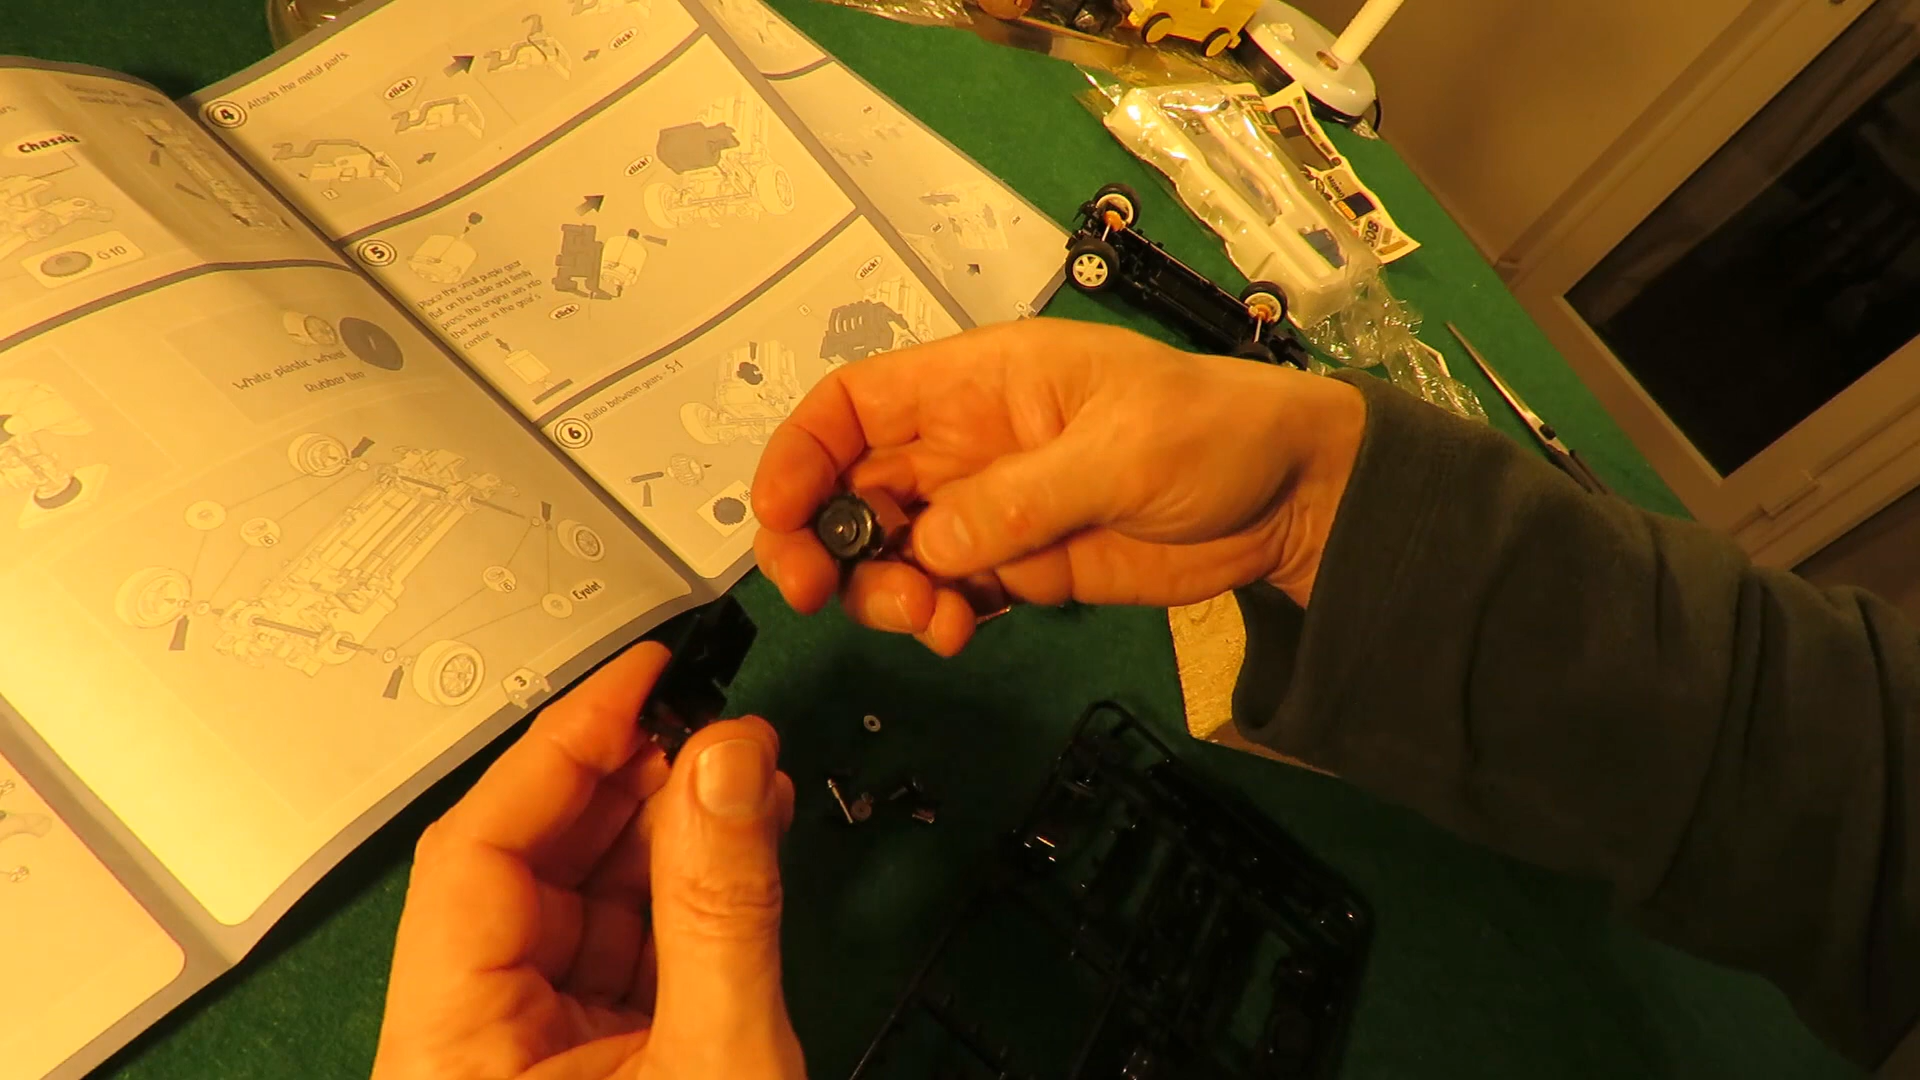 Chassis
G-10
White plastic wheel
Rubber tire
Eyelet
3
4
Attach the metal parts.
click!
click!
1
5
click!
Place the small purple gear
flat on the table and firmly
press the engine axis into
the hole in the gear's
center.
click!
click!
6
Ratio between gears - 5:1